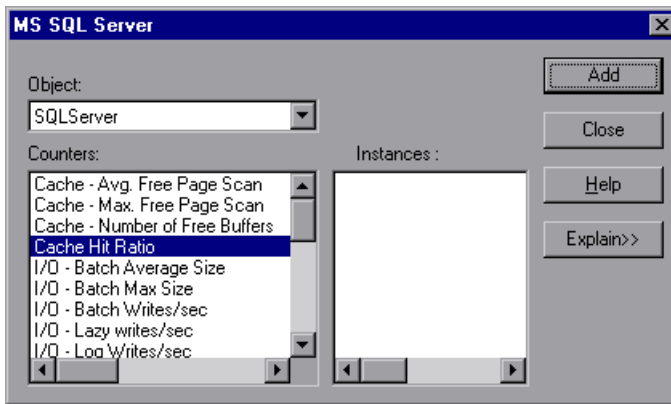 MS SQL Server
Object:
SQLServer
Counters:
Instances :
Cache - Avg. Free Page Scan
Cache - Max. Free Page Scan
Cache - Number of Free Buffers
Cache Hit Ratio
I/O - Batch Average Size
I/O - Batch Max Size
I/O - Batch Writes/sec
I/O - Lazy writes/sec
I/O - Log Writes/sec
Add
Close
Help
Explain>>